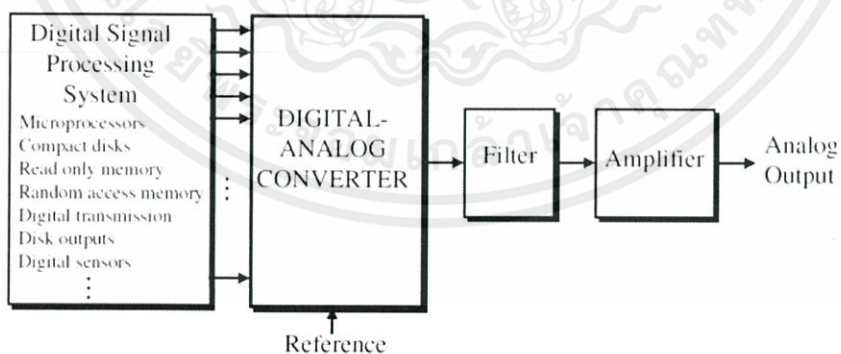 Digital Signal
Processing
System
Microprocessors
Compact disks
Read only memory
Random access memory
Digital transmission
Disk outputs
Digital sensors
DIGITAL-
ANALOG
CONVERTER
Reference
Filter
Amplifier
Analog
Output